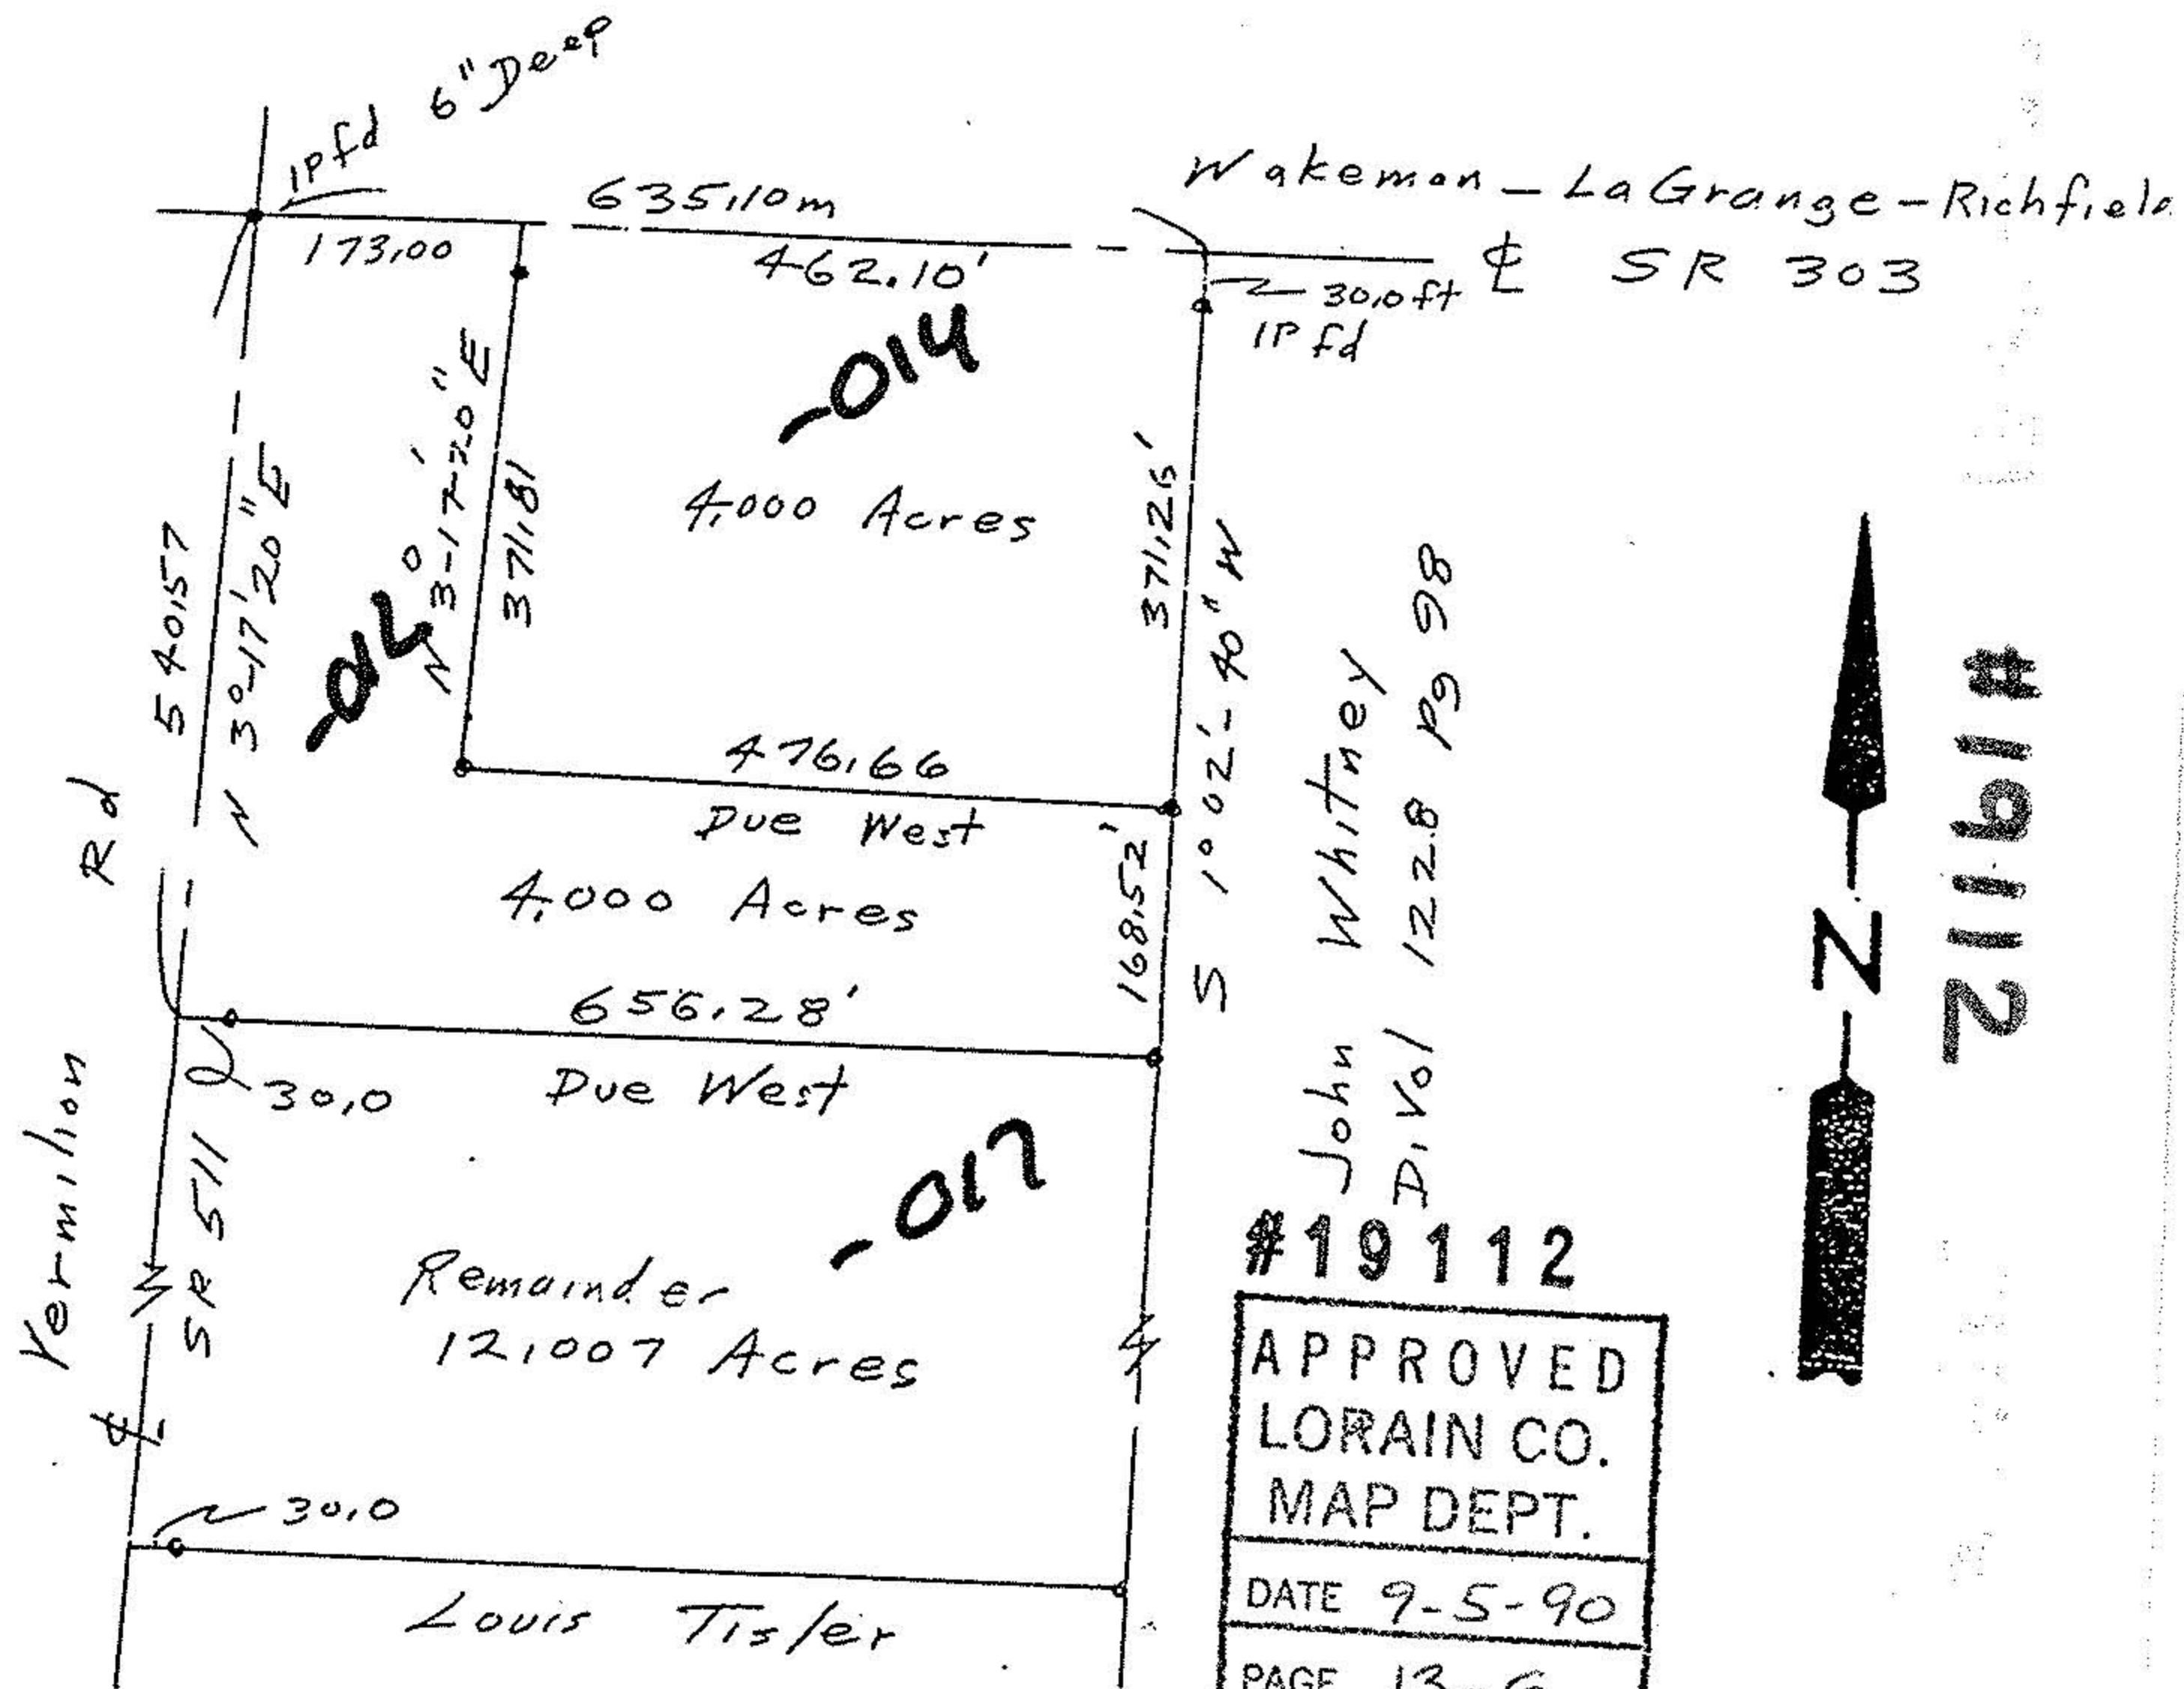 IPfd 6" Deep
635.10m
Wakeman - LaGrange - Richfield
173.00
462.10'
℄ SR 303
30.0ft
IP fd
-014
N 3°-17'-20" E
371.81
4.000 Acres
371.26'
540.57
N 3°-17'20" E
S 1°02'-40" W
John Whitney
D. Vol 1228 Pg 98
476.66
Due West
Rd
4.000 Acres
168.52'
N
#19112
656.28'
30.0
Due West
-017
Vermilion
℄ SR 511
Remainder
12.007 Acres
#19112
APPROVED
LORAIN CO.
MAP DEPT.
30.0
DATE 9-5-90
Louis Tisler
PAGE